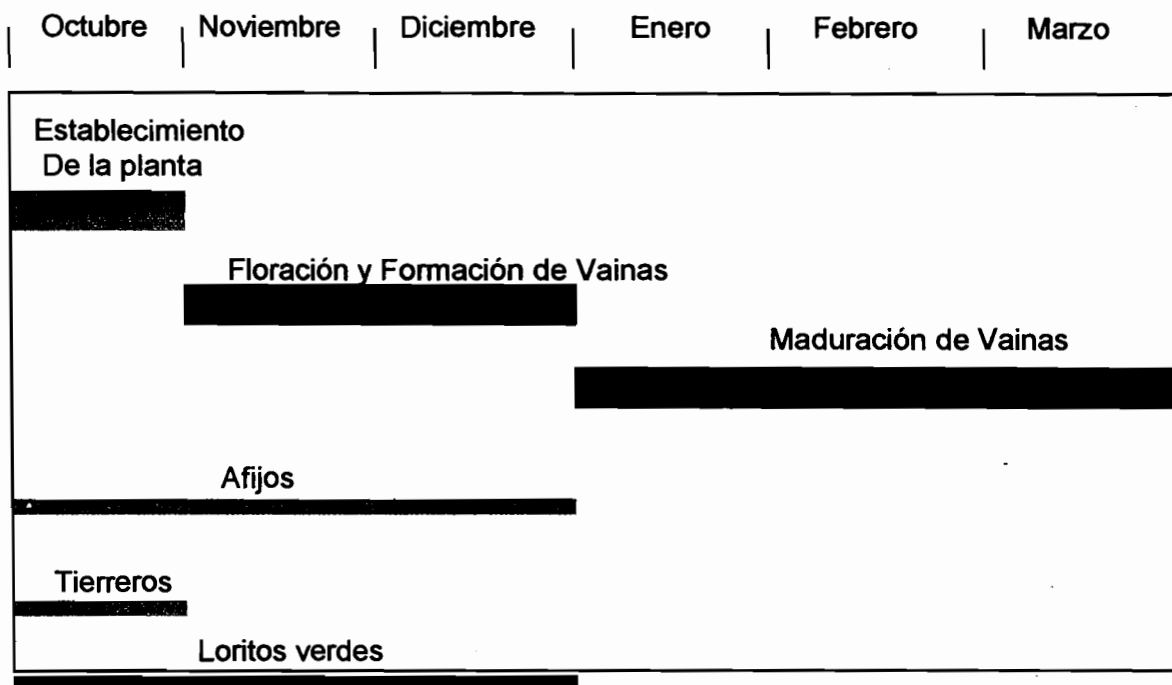 Octubre Noviembre Diciembre Enero Febrero Marzo
Establecimiento
De la planta
Floración y Formación de Vainas
Maduración de Vainas
Afijos
Tierreros
Loritos verdes